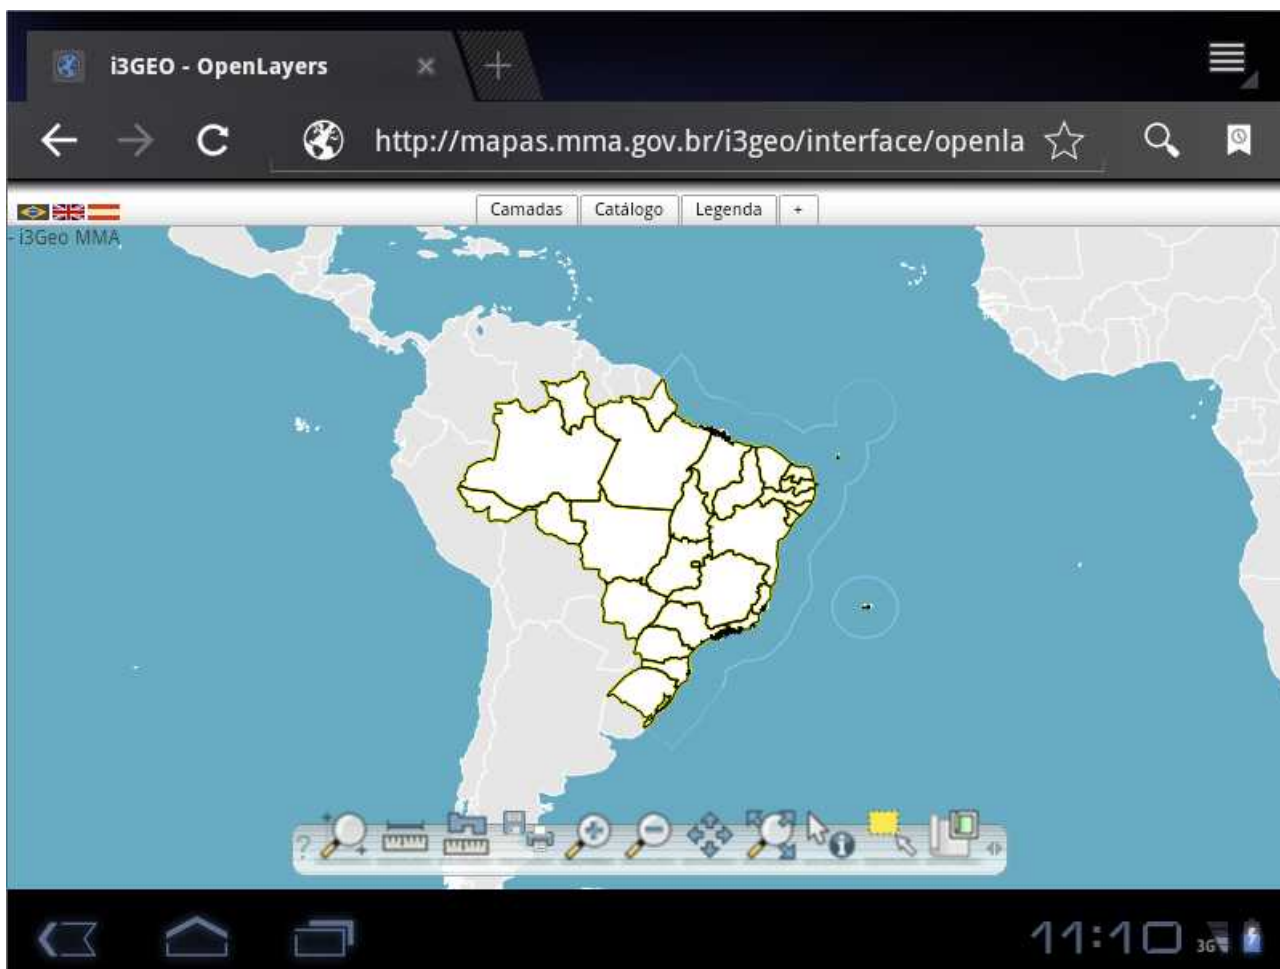 i3GEO - OpenLayers
http://mapas.mma.gov.br/i3geo/interface/openla
Camadas Catálogo Legenda +
- i3Geo MMA
?
11:10 3G